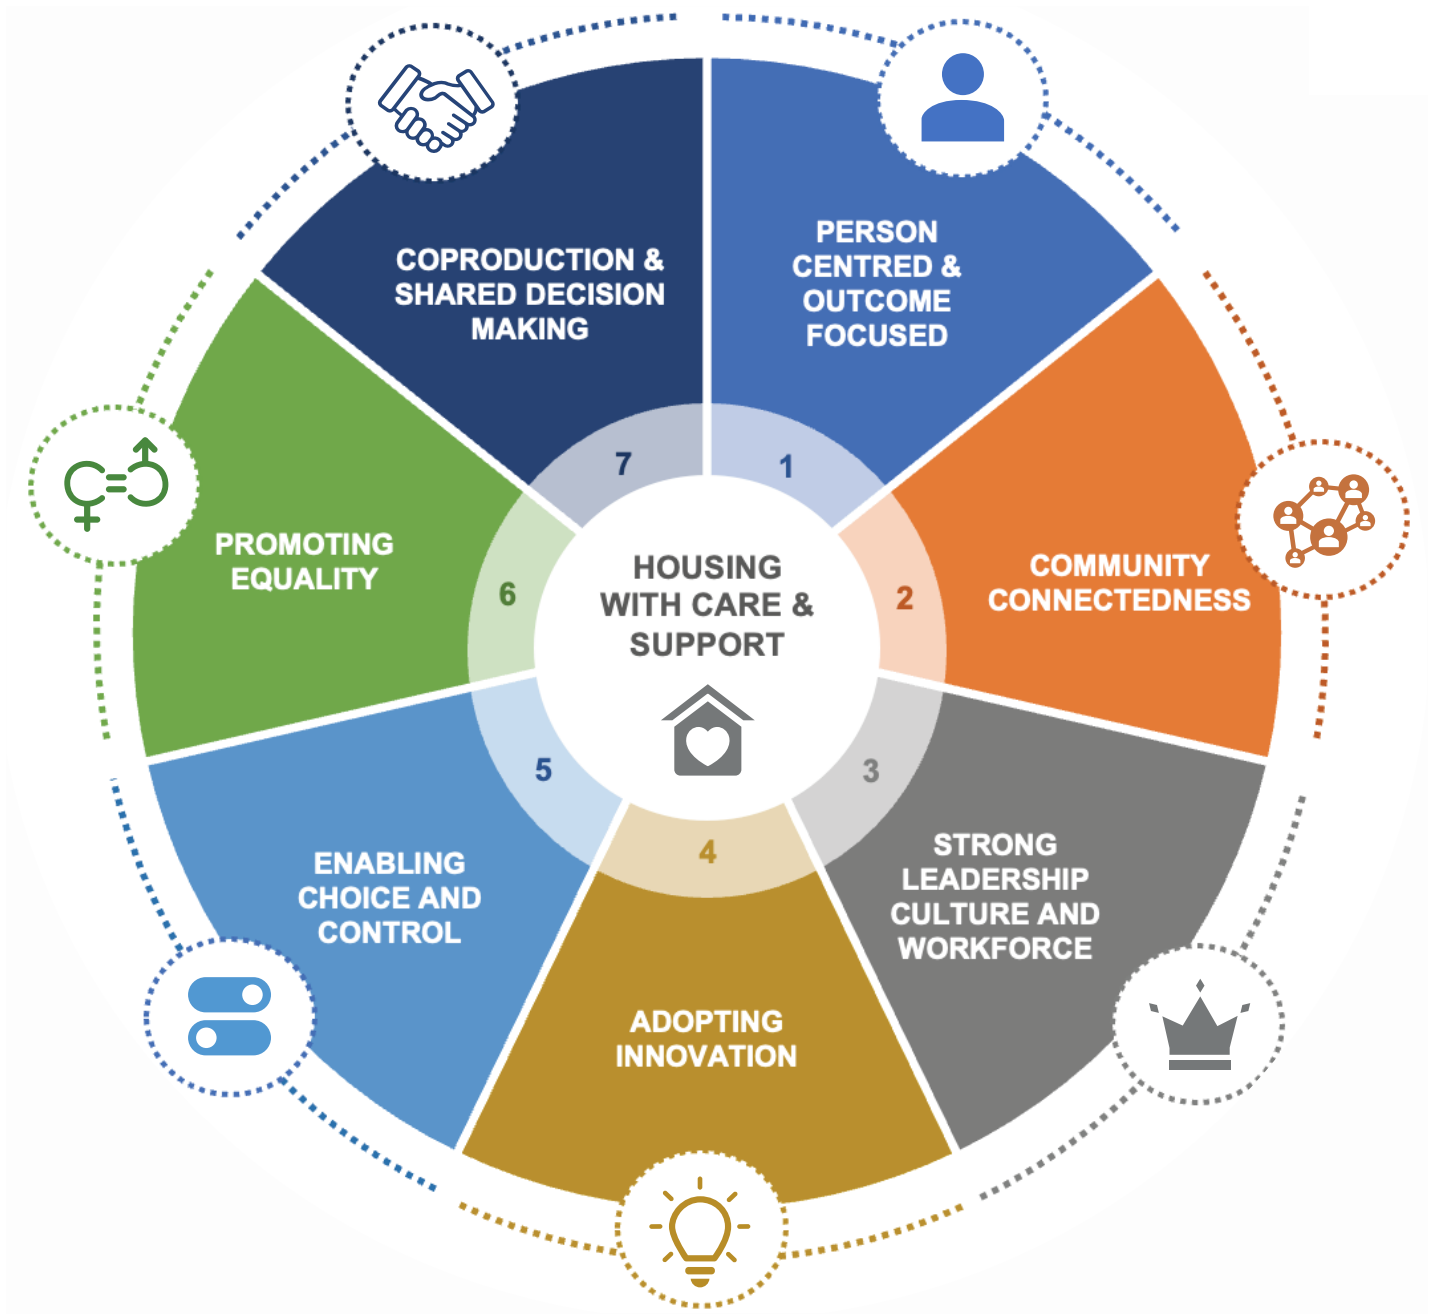 HOUSING
WITH CARE &
SUPPORT
1
PERSON
CENTRED &
OUTCOME
FOCUSED
2
COMMUNITY
CONNECTEDNESS
3
STRONG
LEADERSHIP
CULTURE AND
WORKFORCE
4
ADOPTING
INNOVATION
5
ENABLING
CHOICE AND
CONTROL
6
PROMOTING
EQUALITY
7
COPRODUCTION &
SHARED DECISION
MAKING